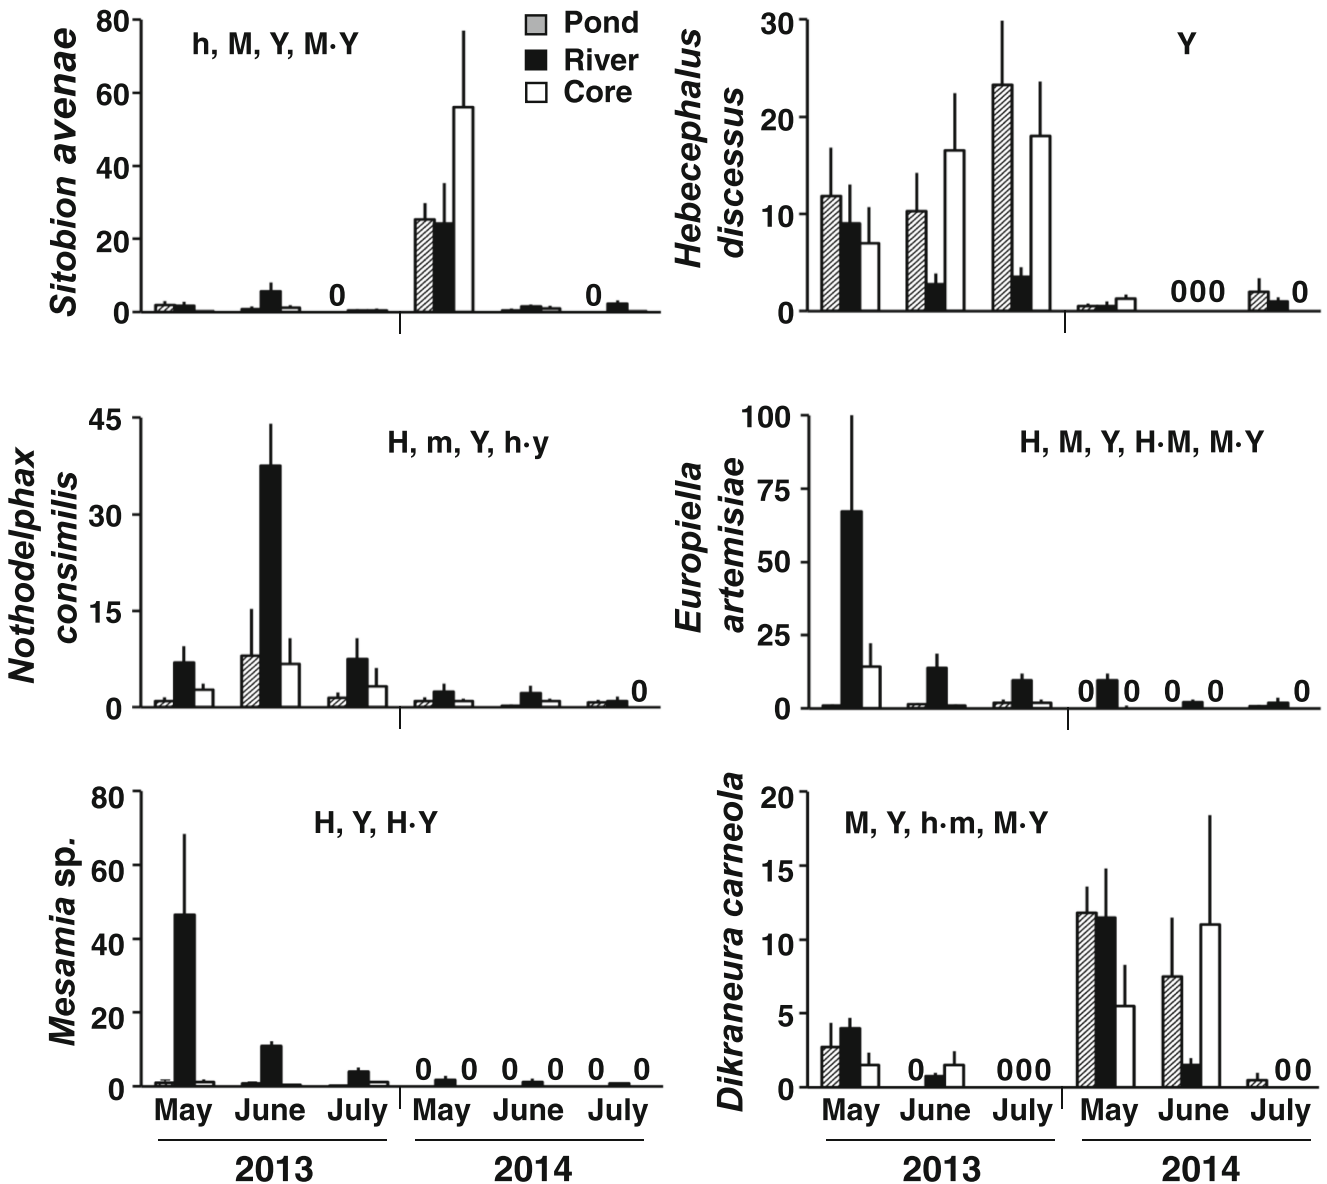 Sitobion avenae
80
60
40
20
0
h, M, Y, M·Y
Pond
River
Core
0
0
Hebecephalus
discessus
30
20
10
0
Y
000
0
Nothodelphax
consimilis
45
30
15
0
H, m, Y, h·y
0
Europiella
artemisiae
100
75
50
25
0
H, M, Y, H·M, M·Y
0 0 0 0 0
Mesamia sp.
80
60
40
20
0
H, Y, H·Y
0 0 0 0 0 0
May June July May June July
2013 2014
Dikraneura carneola
20
15
10
5
0
M, Y, h·m, M·Y
0 000 00
May June July May June July
2013 2014